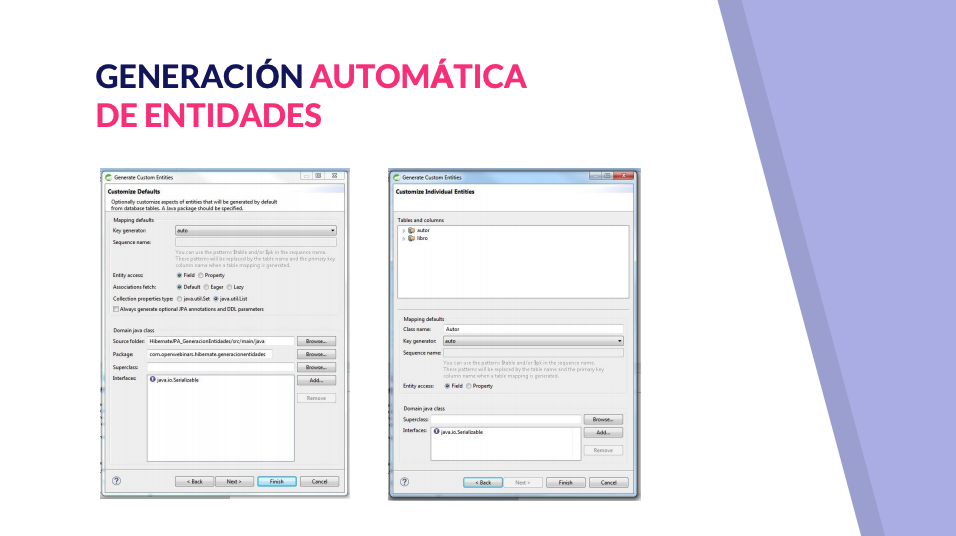 GENERACIÓN AUTOMÁTICA
DE ENTIDADES
Generate Custom Entities
Customize Defaults
Optionally customize aspects of entities that will be generated by default
from database tables. A Java package should be specified.
Mapping defaults
Key generator: auto
Sequence name:
You can use the patterns $table and/or $pk in the sequence name.
These patterns will be replaced by the table name and the primary key
column name when a table mapping is generated.
Entity access: Field Property
Associations fetch: Default Eager Lazy
Collection properties type: java.util.Set java.util.List
Always generate optional JPA annotations and DDL parameters
Domain java class
Source folder: HibernateJPA_GeneracionEntidades/src/main/java Browse...
Package: com.openwebinars.hibernate.generacionentidades Browse...
Superclass: Browse...
Interfaces: java.io.Serializable Add...
Remove
< Back Next > Finish Cancel
Generate Custom Entities
Customize Individual Entities
Tables and columns
autor
libro
Mapping defaults
Class name: Autor
Key generator: auto
Sequence name:
You can use the patterns $table and/or $pk in the sequence name.
These patterns will be replaced by the table name and the primary key
column name when a table mapping is generated.
Entity access: Field Property
Domain java class
Superclass: Browse...
Interfaces: java.io.Serializable Add...
Remove
< Back Next > Finish Cancel